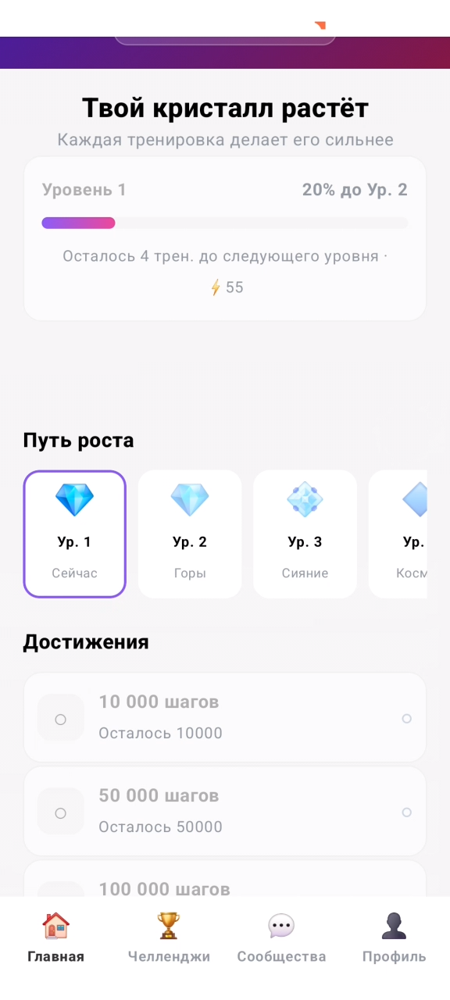 Твой кристалл растёт
Каждая тренировка делает его сильнее
Уровень 1
20% до Ур. 2
Осталось 4 трен. до следующего уровня ·
⚡ 55
Путь роста
Ур. 1
Сейчас
Ур. 2
Горы
Ур. 3
Сияние
Ур.
Косм
Достижения
10 000 шагов
Осталось 10000
50 000 шагов
Осталось 50000
100 000 шагов
Главная
Челленджи
Сообщества
Профиль